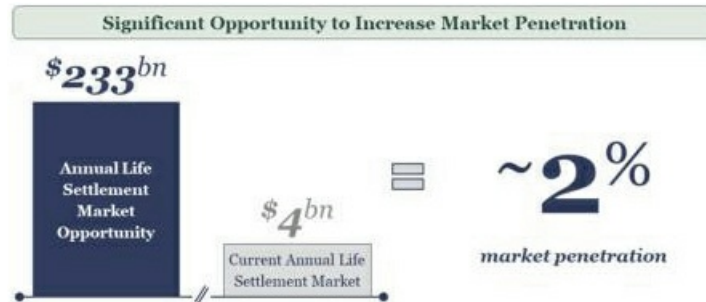 Significant Opportunity to Increase Market Penetration
$233bn
Annual Life
Settlement
Market
Opportunity
$4bn
Current Annual Life
Settlement Market
=
~2%
market penetration